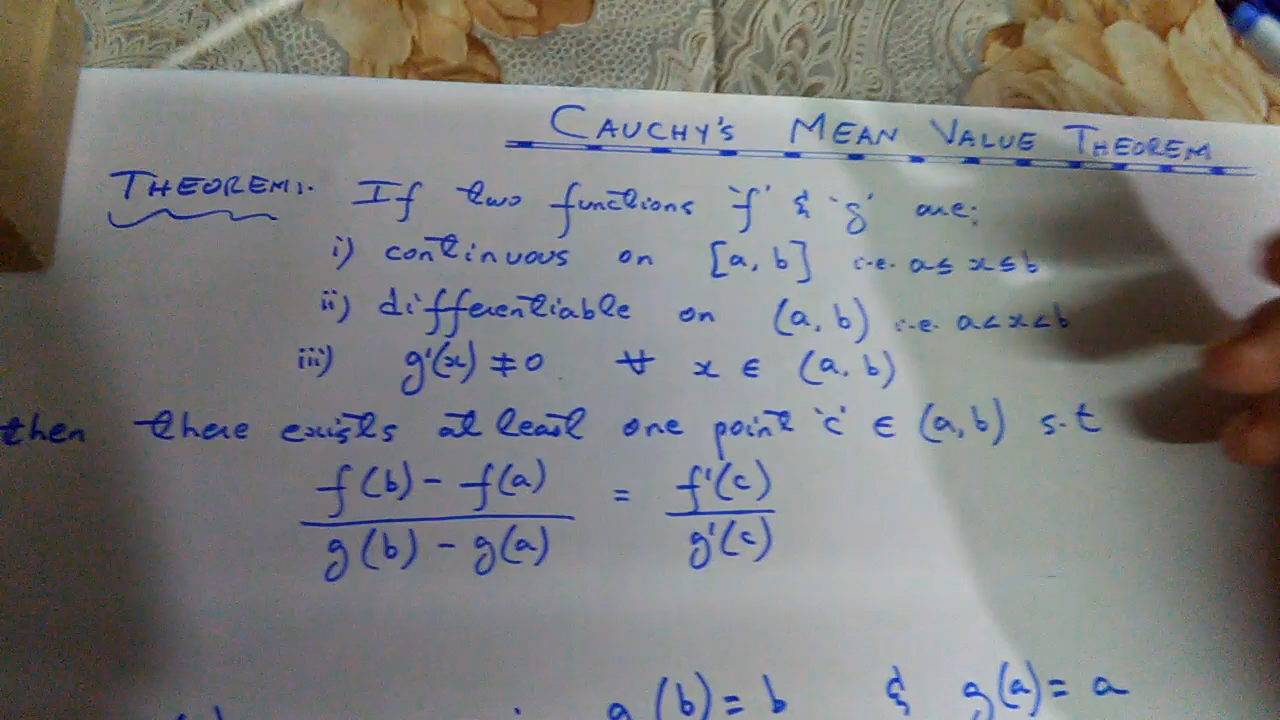 CAUCHY'S MEAN VALUE THEOREM
THEOREM:. If two functions 'f' & 'g' are;
i) continuous on [a, b] i.e. a≤ x≤b
ii) differentiable on (a, b) i.e. a<x<b
iii) g'(x) ≠ 0 ∀ x ∈ (a, b)
then there exists at least one point 'c' ∈ (a, b) s.t
f(b) - f(a) = f'(c)
g(b) - g(a) g'(c)
g(b) = b & g(a) = a